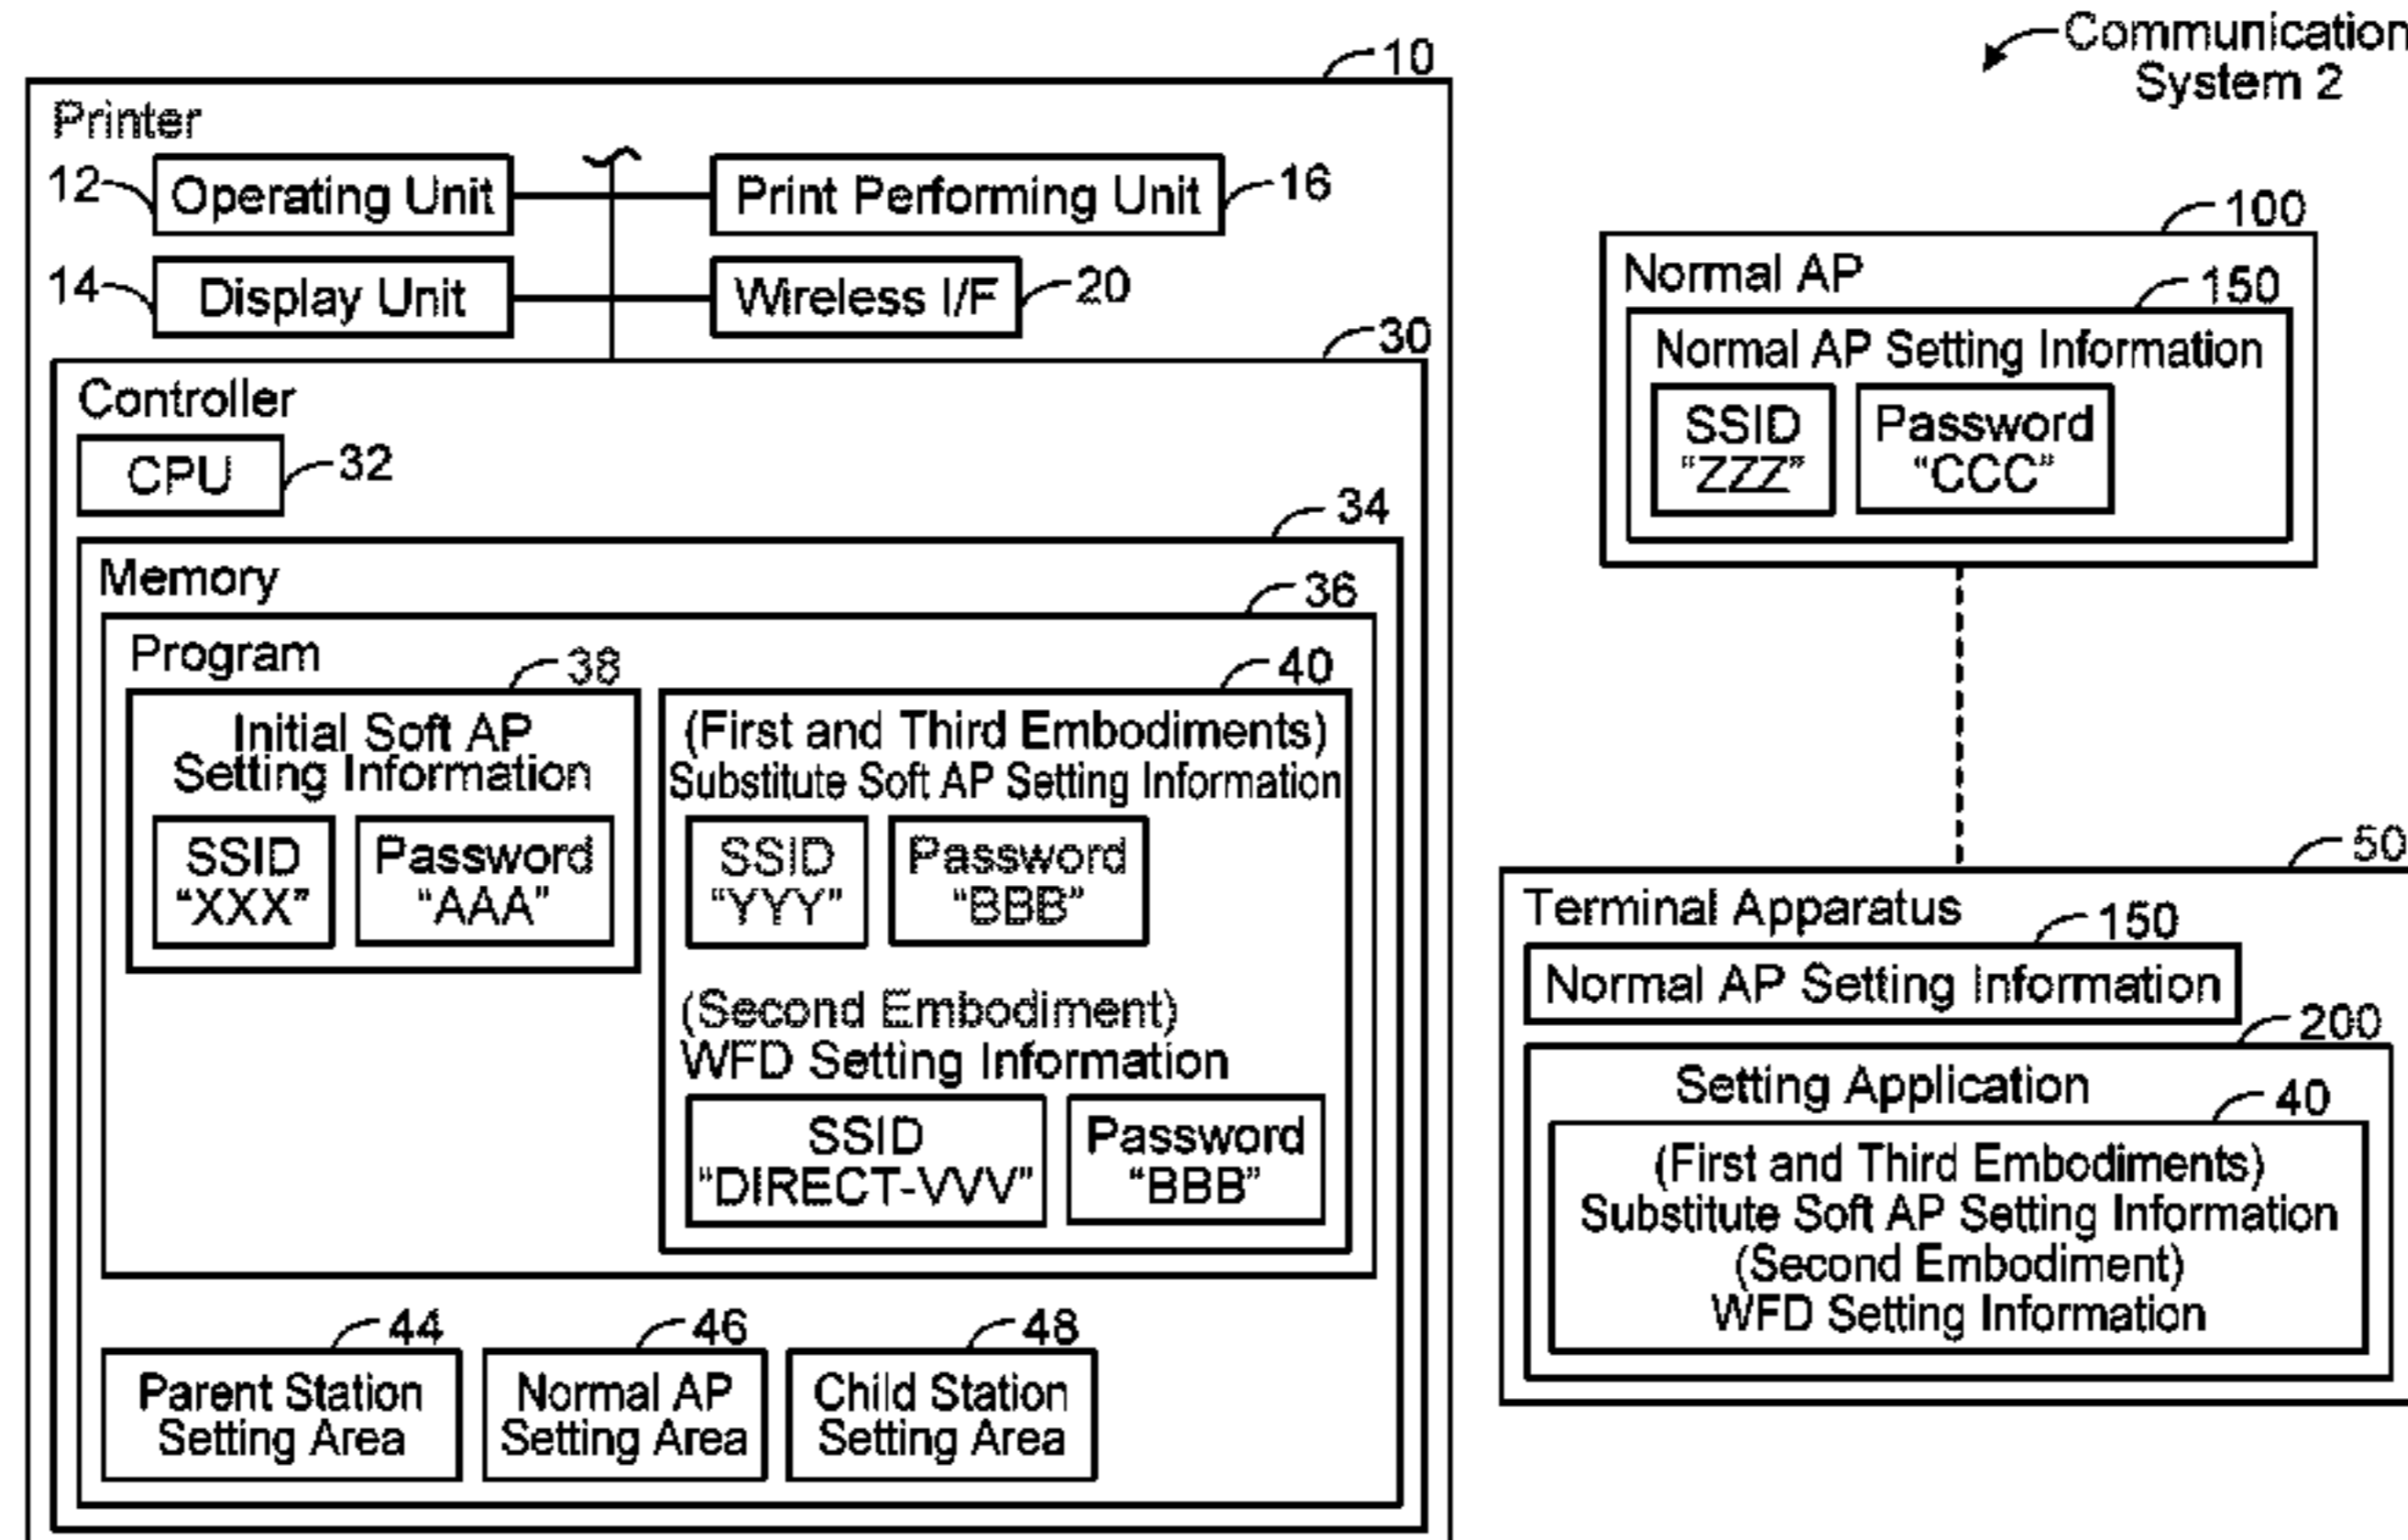 Communication
System 2
10
Printer
12
Operating Unit
Print Performing Unit
16
14
Display Unit
Wireless I/F
20
30
Controller
CPU
32
34
Memory
36
Program
38
Initial Soft AP
Setting Information
SSID
"XXX"
Password
"AAA"
40
(First and Third Embodiments)
Substitute Soft AP Setting Information
SSID
"YYY"
Password
"BBB"
(Second Embodiment)
WFD Setting Information
SSID
"DIRECT-VVV"
Password
"BBB"
44
Parent Station
Setting Area
46
Normal AP
Setting Area
48
Child Station
Setting Area
100
Normal AP
150
Normal AP Setting Information
SSID
"ZZZ"
Password
"CCC"
50
Terminal Apparatus
150
Normal AP Setting Information
200
Setting Application
40
(First and Third Embodiments)
Substitute Soft AP Setting Information
(Second Embodiment)
WFD Setting Information